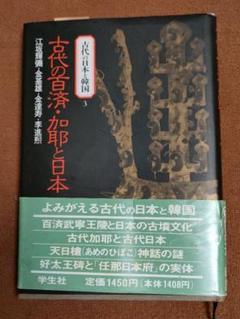 古代の日本と韓国 3
古代の百済・加耶と日本
江坂輝彌・金基雄・金達寿・李進熙
よみがえる古代の日本と韓国
百済武寧王陵と日本の古墳文化
古代加耶と古代日本
天日槍(あめのひぼこ)神話の謎
好太王碑と「任那日本府」の実体
学生社 定価1450円(本体1408円)